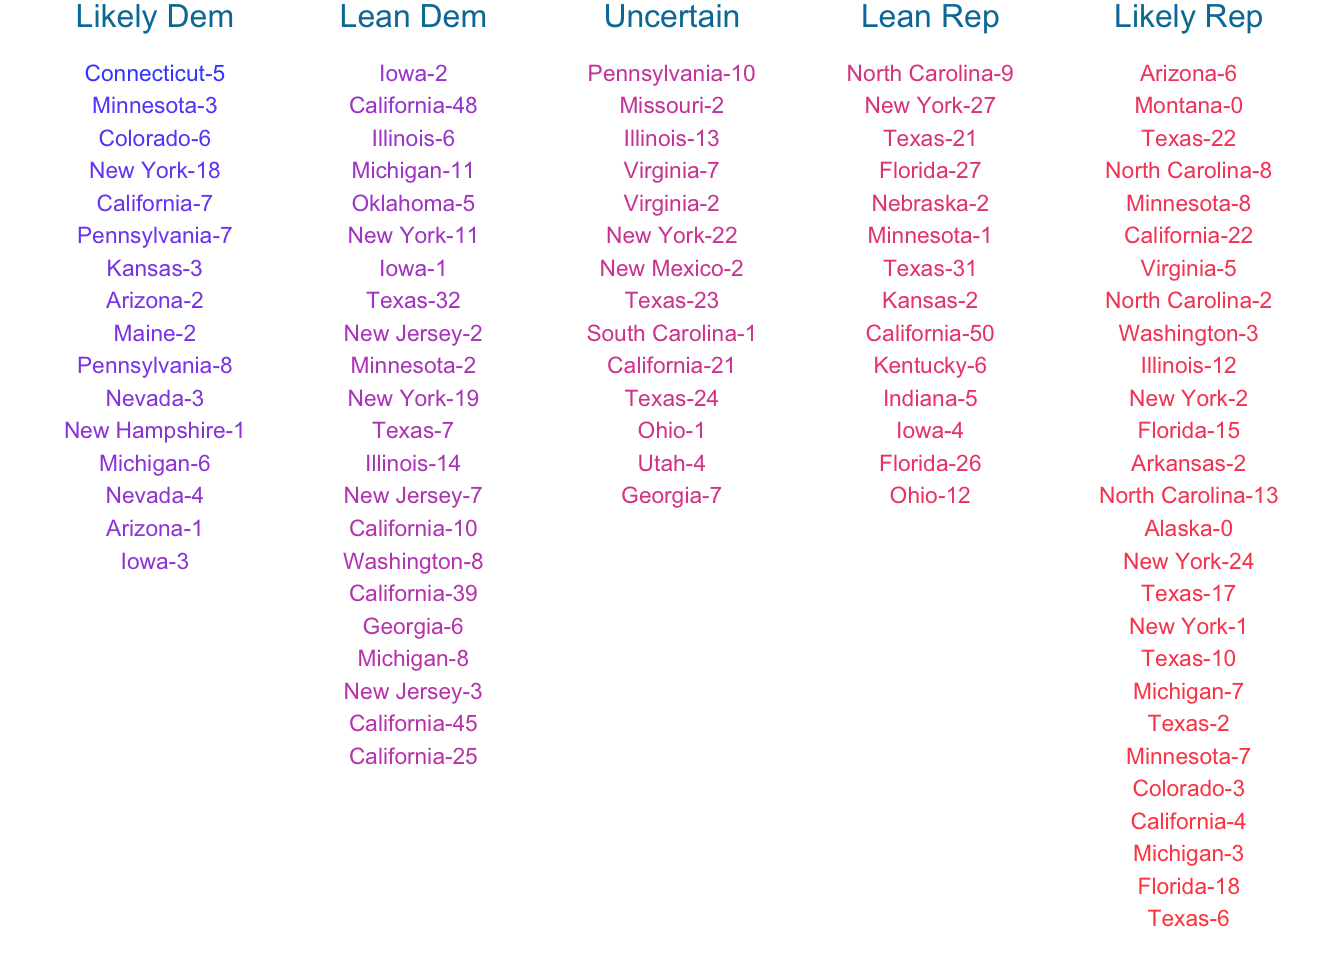 Likely Dem Lean Dem Uncertain Lean Rep Likely Rep
Connecticut-5 Iowa-2 Pennsylvania-10 North Carolina-9 Arizona-6
Minnesota-3 California-48 Missouri-2 New York-27 Montana-0
Colorado-6 Illinois-6 Illinois-13 Texas-21 Texas-22
New York-18 Michigan-11 Virginia-7 Florida-27 North Carolina-8
California-7 Oklahoma-5 Virginia-2 Nebraska-2 Minnesota-8
Pennsylvania-7 New York-11 New York-22 Minnesota-1 California-22
Kansas-3 Iowa-1 New Mexico-2 Texas-31 Virginia-5
Arizona-2 Texas-32 Texas-23 Kansas-2 North Carolina-2
Maine-2 New Jersey-2 South Carolina-1 California-50 Washington-3
Pennsylvania-8 Minnesota-2 California-21 Kentucky-6 Illinois-12
Nevada-3 New York-19 Texas-24 Indiana-5 New York-2
New Hampshire-1 Texas-7 Ohio-1 Iowa-4 Florida-15
Michigan-6 Illinois-14 Utah-4 Florida-26 Arkansas-2
Nevada-4 New Jersey-7 Georgia-7 Ohio-12 North Carolina-13
Arizona-1 California-10 Alaska-0
Iowa-3 Washington-8 New York-24
California-39 Texas-17
Georgia-6 New York-1
Michigan-8 Texas-10
New Jersey-3 Michigan-7
California-45 Texas-2
California-25 Minnesota-7
Colorado-3
California-4
Michigan-3
Florida-18
Texas-6